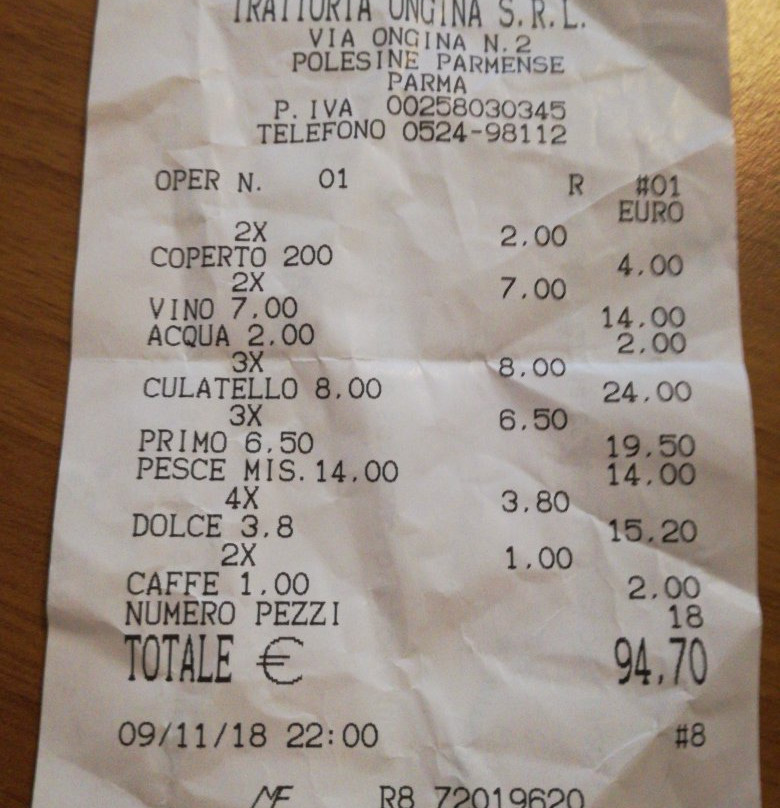 TRATTORIA ONGINA S.R.L.
VIA ONGINA N.2
POLESINE PARMENSE
PARMA
P.IVA 00258030345
TELEFONO 0524-98112
OPER N. 01 R #01
EURO
2X 2.00
COPERTO 200 4.00
2X 7.00
VINO 7.00 14.00
ACQUA 2.00 2.00
3X 8.00
CULATELLO 8.00 24.00
3X 6.50
PRIMO 6.50 19.50
PESCE MIS.14.00 14.00
4X 3.80
DOLCE 3.8 15.20
2X 1.00
CAFFE 1.00 2.00
NUMERO PEZZI 18
TOTALE € 94.70
09/11/18 22:00 #8
MF R8 72019620